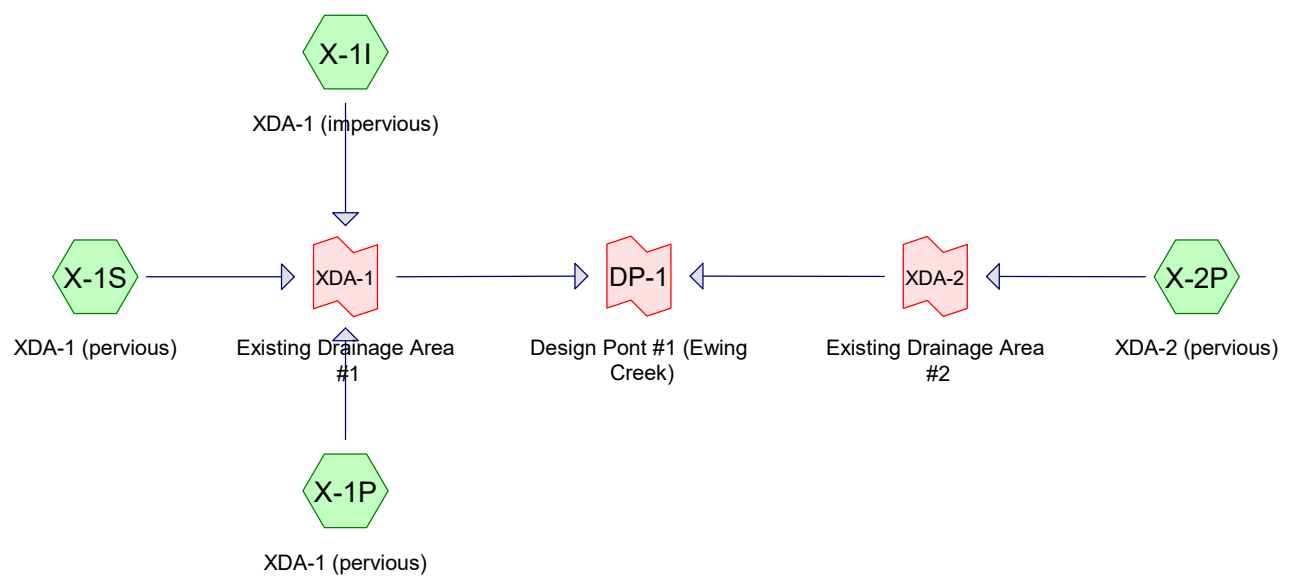 X-1I
XDA-1 (impervious)
X-1S
XDA-1
DP-1
XDA-2
X-2P
XDA-1 (pervious)
Existing Drainage Area
#1
Design Pont #1 (Ewing
Creek)
Existing Drainage Area
#2
XDA-2 (pervious)
X-1P
XDA-1 (pervious)